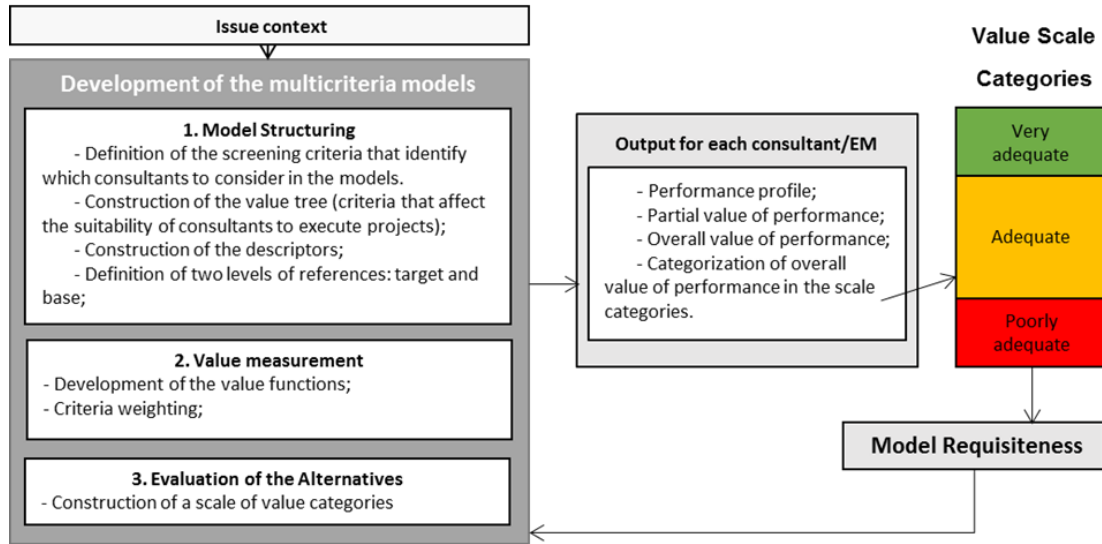 Issue context
Development of the multicriteria models
1. Model Structuring
- Definition of the screening criteria that identify
which consultants to consider in the models.
- Construction of the value tree (criteria that affect
the suitability of consultants to execute projects);
- Construction of the descriptors;
- Definition of two levels of references: target and
base;
2. Value measurement
- Development of the value functions;
- Criteria weighting;
3. Evaluation of the Alternatives
- Construction of a scale of value categories
Output for each consultant/EM
- Performance profile;
- Partial value of performance;
- Overall value of performance;
- Categorization of overall
value of performance in the scale
categories.
Value Scale
Categories
Very
adequate
Adequate
Poorly
adequate
Model Requisiteness